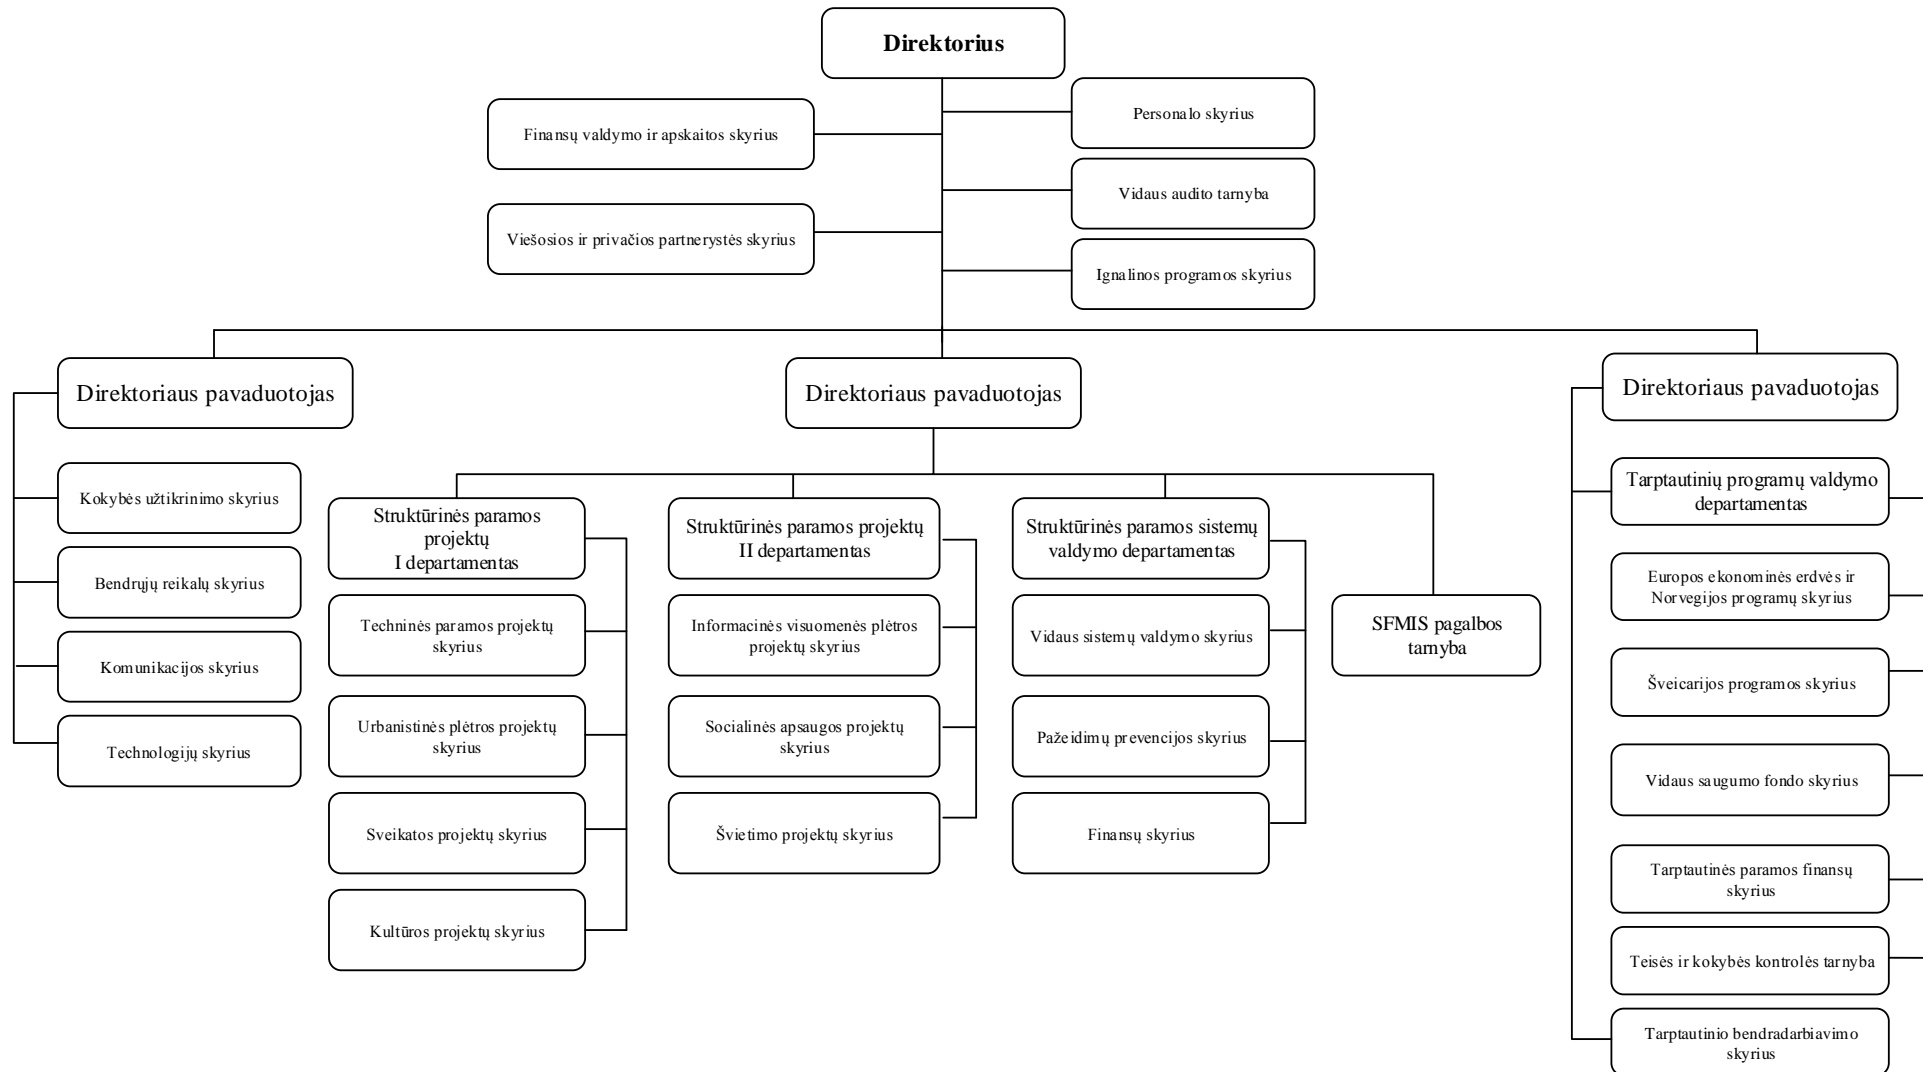 Direktorius
Finansų valdymo ir apskaitos skyrius
Personalo skyrius
Vidaus audito tarnyba
Viešosios ir privačios partnerystės skyrius
Ignalinos programos skyrius
Direktoriaus pavaduotojas
Kokybės užtikrinimo skyrius
Bendrųjų reikalų skyrius
Komunikacijos skyrius
Technologijų skyrius
Direktoriaus pavaduotojas
Struktūrinės paramos
projektų
I departamentas
Techninės paramos projektų
skyrius
Urbanistinės plėtros projektų
skyrius
Sveikatos projektų skyrius
Kultūros projektų skyrius
Struktūrinės paramos projektų
II departamentas
Informacinės visuomenės plėtros
projektų skyrius
Socialinės apsaugos projektų
skyrius
Švietimo projektų skyrius
Struktūrinės paramos sistemų
valdymo departamentas
Vidaus sistemų valdymo skyrius
Pažeidimų prevencijos skyrius
Finansų skyrius
SFMIS pagalbos
tarnyba
Direktoriaus pavaduotojas
Tarptautinių programų valdymo
departamentas
Europos ekonominės erdvės ir
Norvegijos programų skyrius
Šveicarijos programos skyrius
Vidaus saugumo fondo skyrius
Tarptautinės paramos finansų
skyrius
Teisės ir kokybės kontrolės tarnyba
Tarptautinio bendradarbiavimo
skyrius